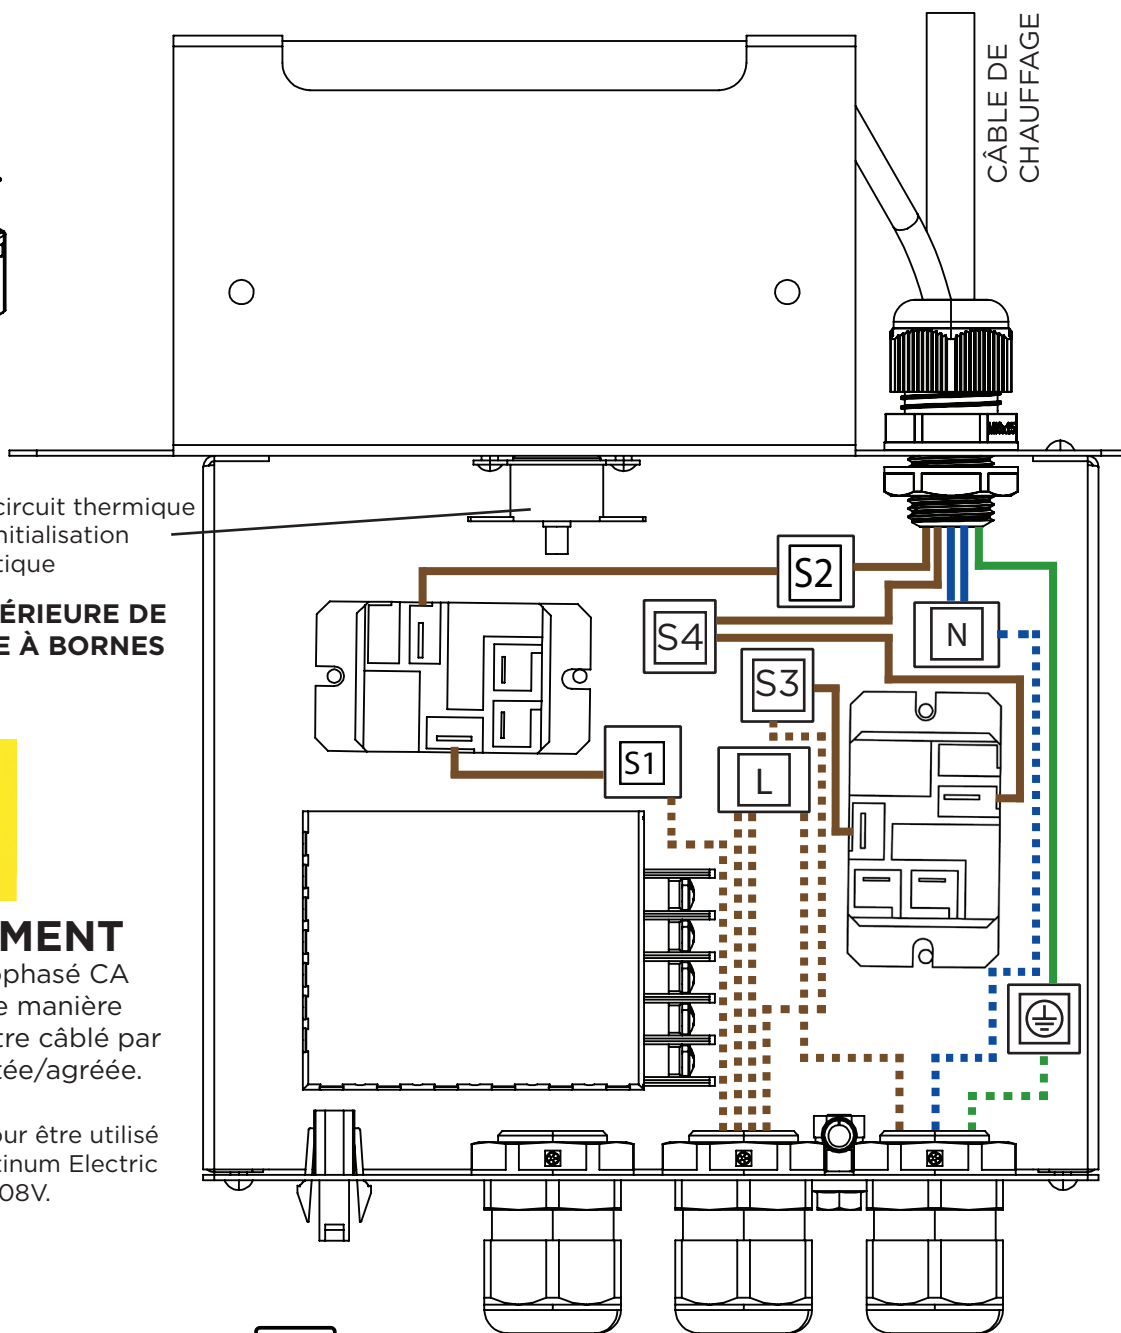 CÂBLE DE
CHAUFFAGE
circuit thermique
nitialisation
tique
ÉRIEURE DE
E À BORNES
S2
S4
N
S3
S1
L
MENT
ophasé CA
e manière
tre câblé par
tée/agréée.
our être utilisé
tinum Electric
08V.